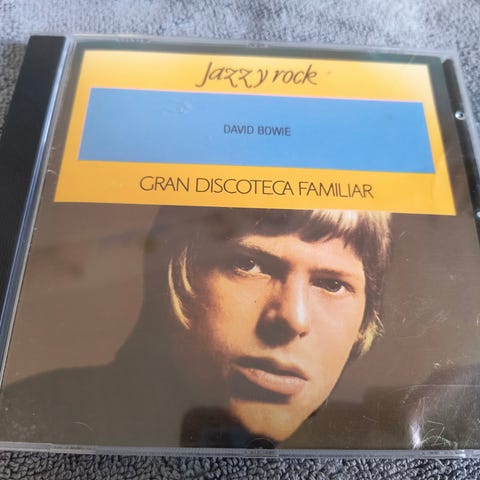 Jazz y rock
DAVID BOWIE
GRAN DISCOTECA FAMILIAR